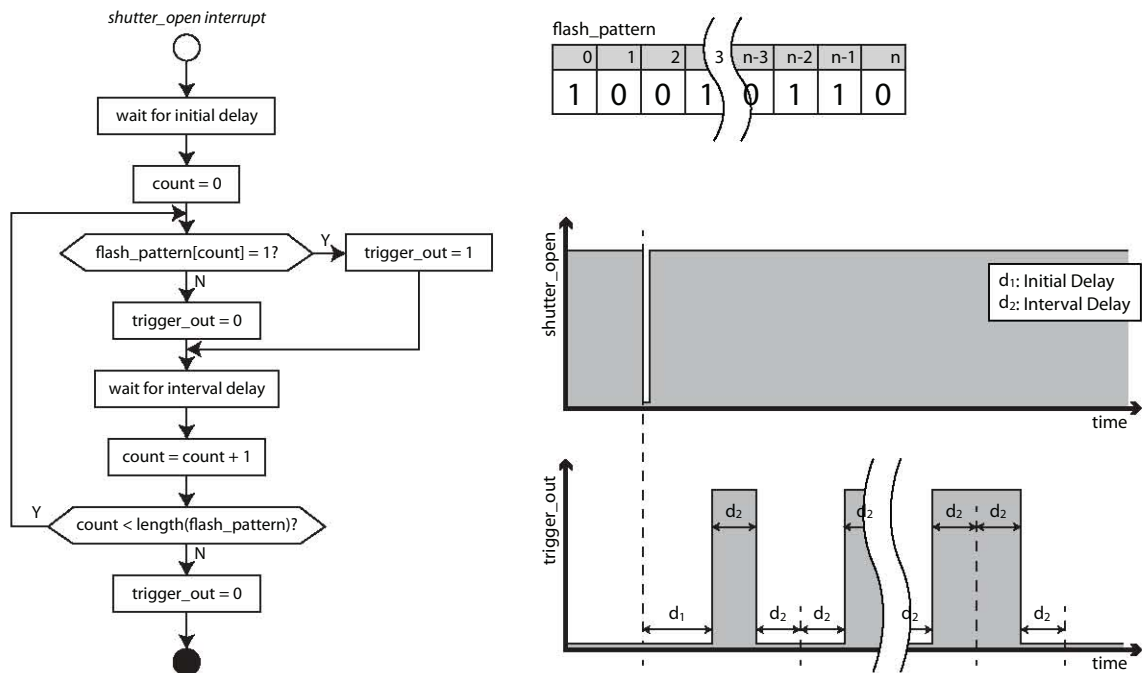 shutter_open interrupt
wait for initial delay
count = 0
flash_pattern[count] = 1?
Y
trigger_out = 1
N
trigger_out = 0
wait for interval delay
count = count + 1
Y
count < length(flash_pattern)?
N
trigger_out = 0
flash_pattern
0 1 2 3 n-3 n-2 n-1 n
1 0 0 1 0 1 1 0
shutter_open
d1: Initial Delay
d2: Interval Delay
time
trigger_out
d2 d2 d2 d2
d1 d2 d2 d2 d2
time